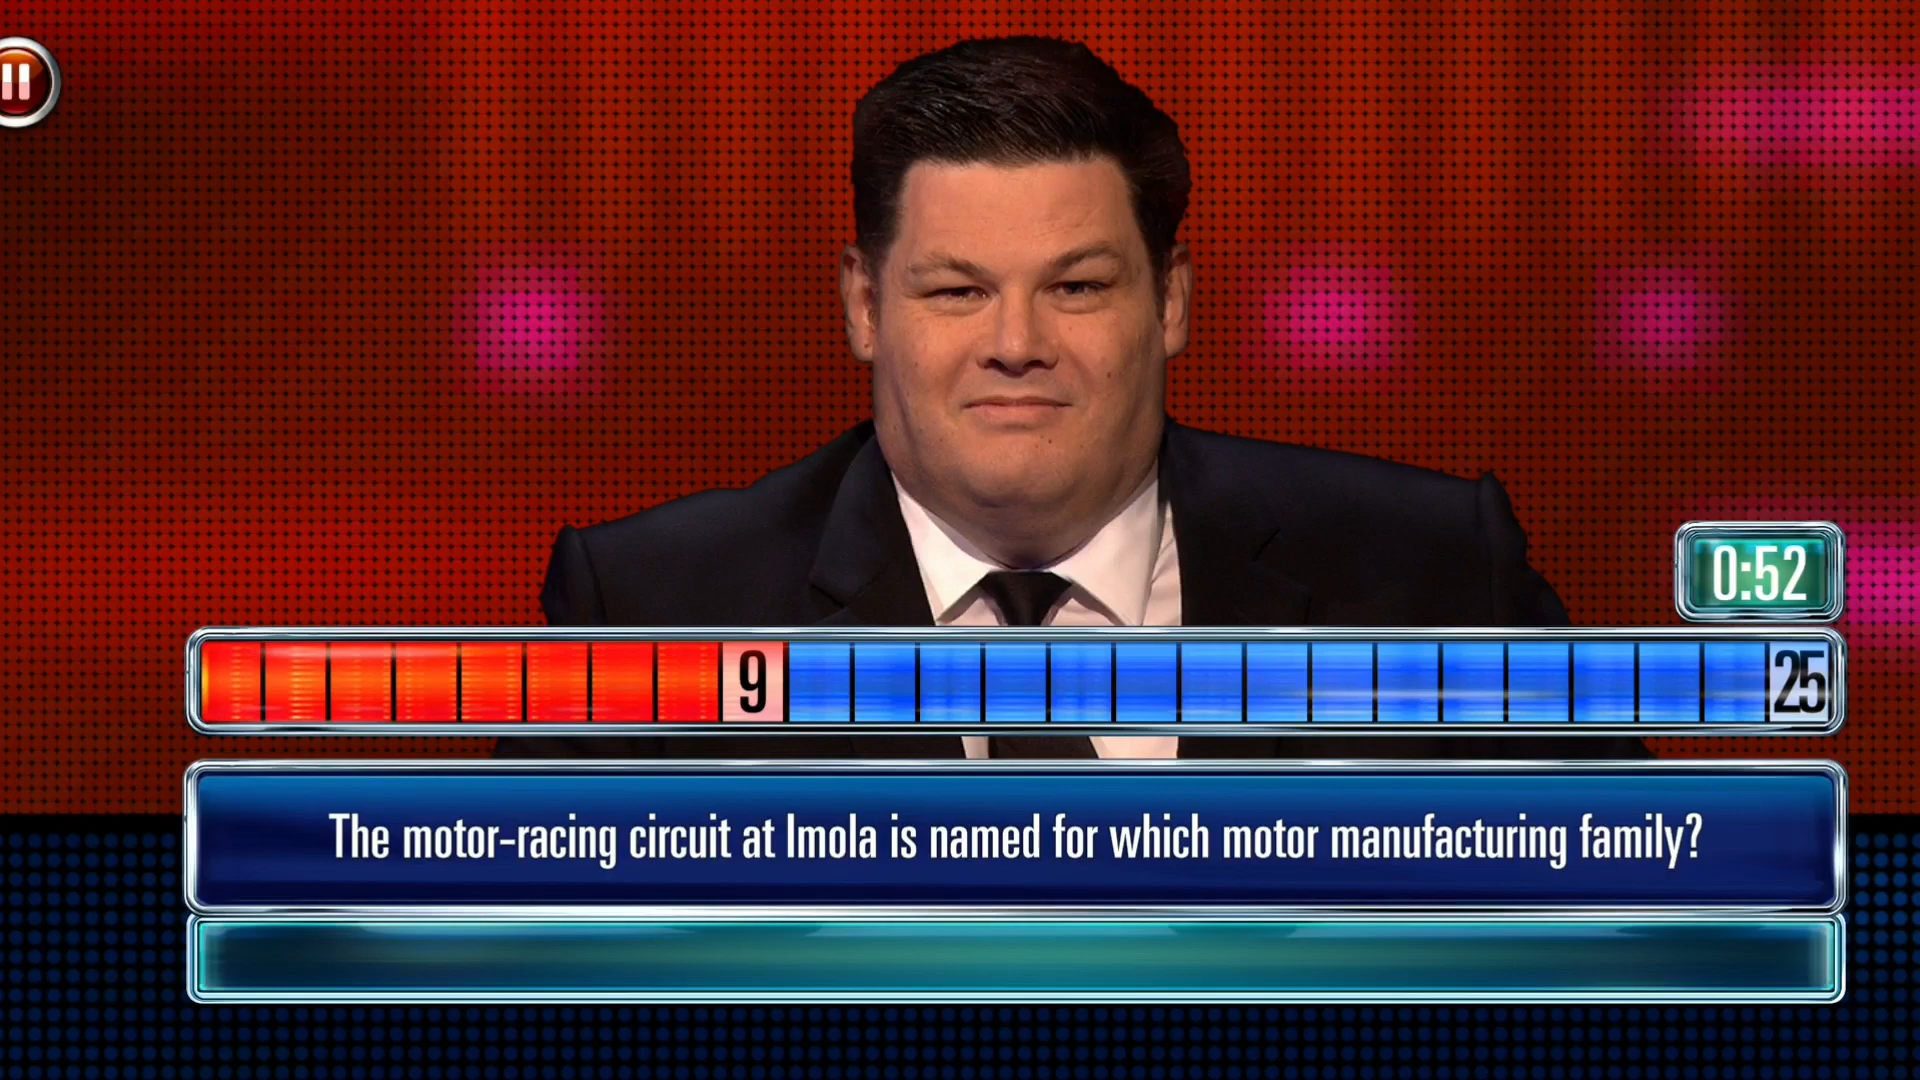 0:52
9
25
The motor-racing circuit at Imola is named for which motor manufacturing family?